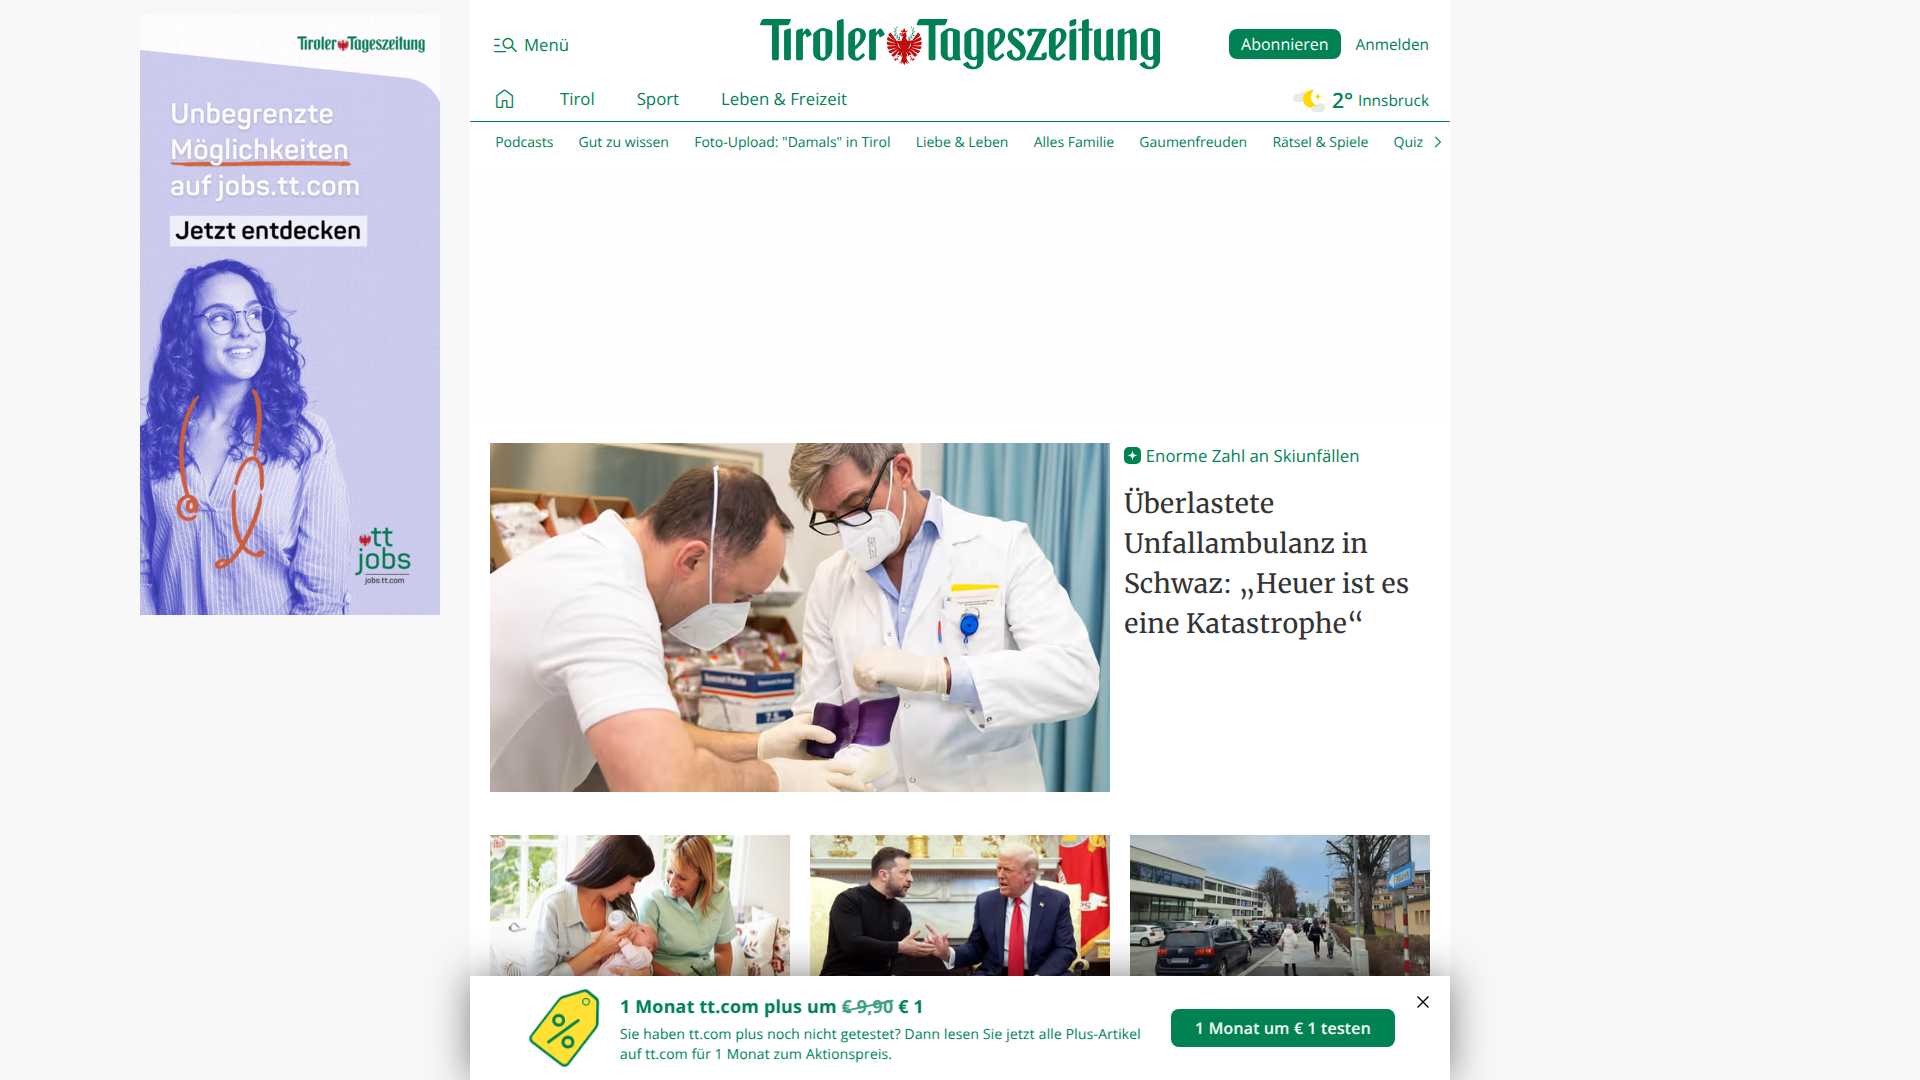 Tiroler Tageszeitung
Unbegrenzte
Möglichkeiten
auf jobs.tt.com
Jetzt entdecken
tt
jobs
jobs.tt.com
Menü
Tiroler Tageszeitung
Abonnieren
Anmelden
Tirol
Sport
Leben & Freizeit
2° Innsbruck
Podcasts
Gut zu wissen
Foto-Upload: "Damals" in Tirol
Liebe & Leben
Alles Familie
Gaumenfreuden
Rätsel & Spiele
Quiz
Enorme Zahl an Skiunfällen
Überlastete
Unfallambulanz in
Schwaz: „Heuer ist es
eine Katastrophe“
1 Monat tt.com plus um € 9,90 € 1
Sie haben tt.com plus noch nicht getestet? Dann lesen Sie jetzt alle Plus-Artikel
auf tt.com für 1 Monat zum Aktionspreis.
1 Monat um € 1 testen